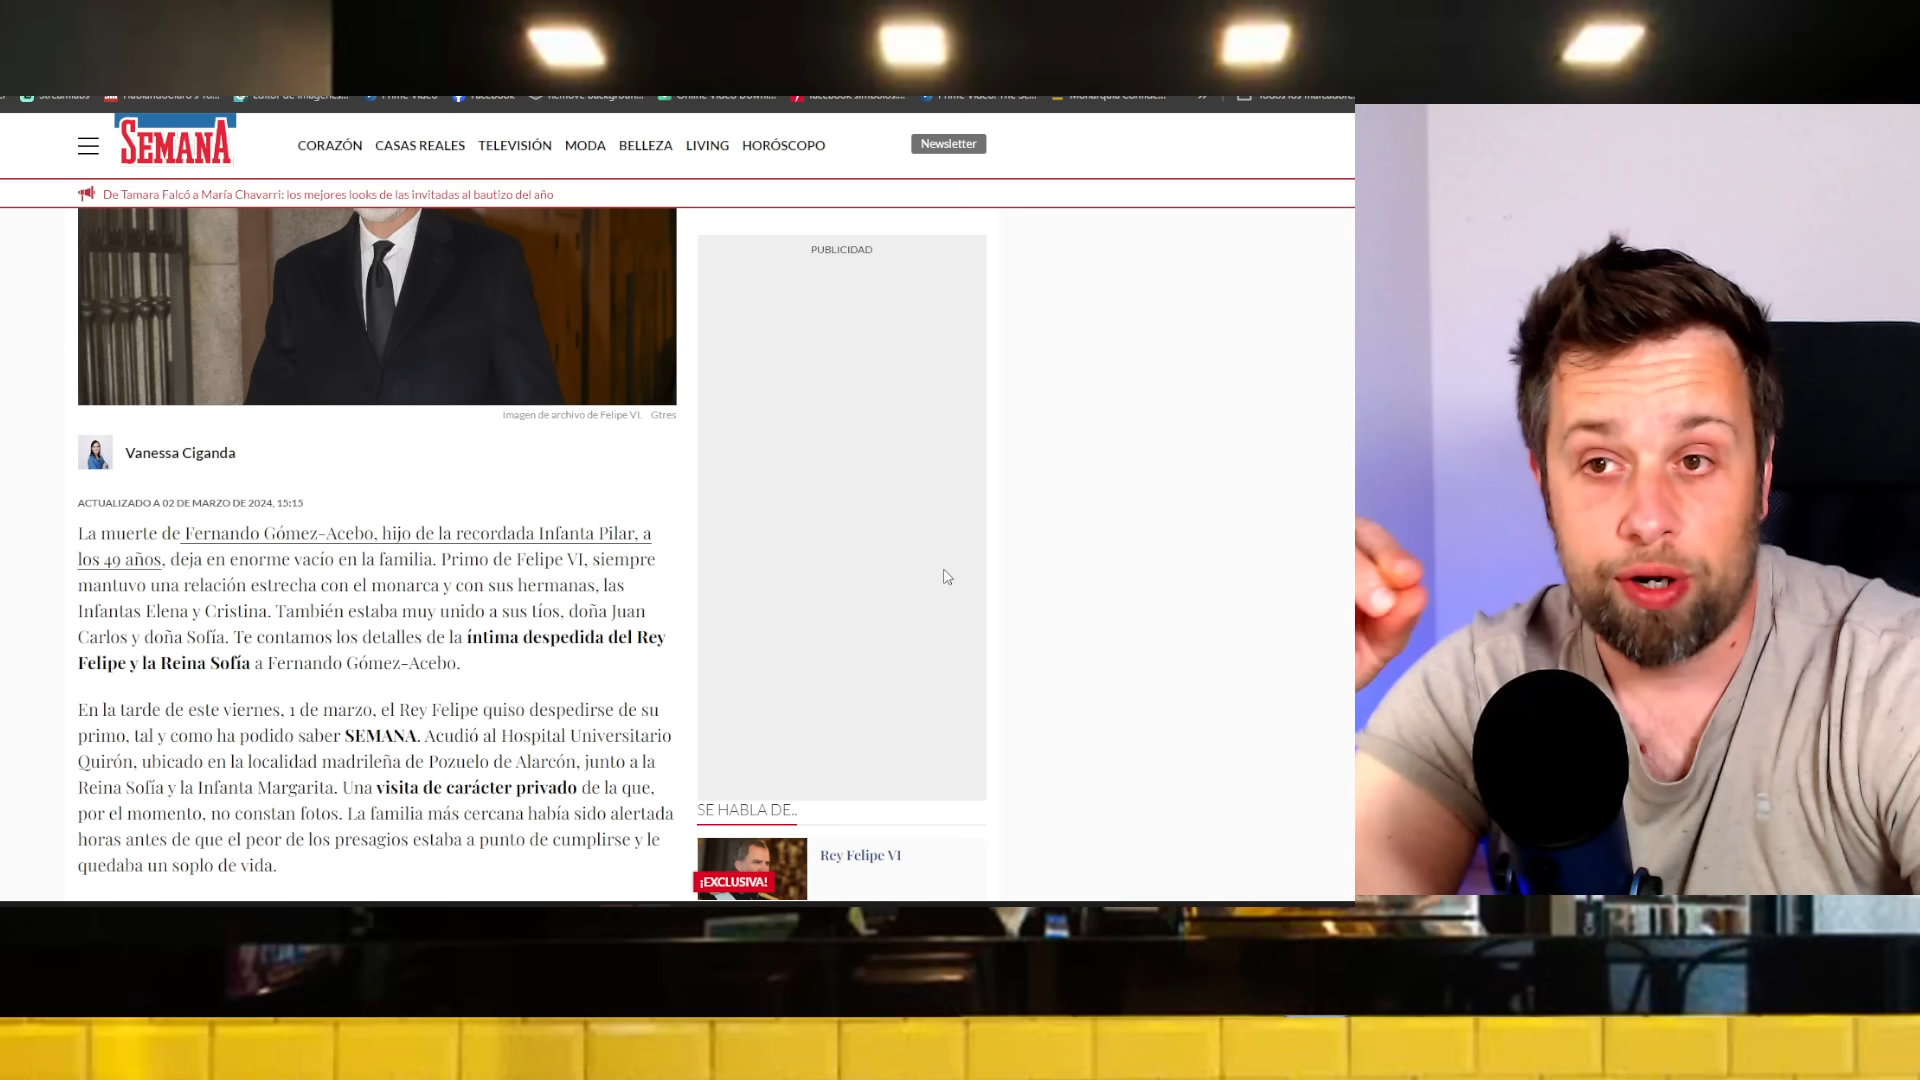 SEMANA
CORAZÓN CASAS REALES TELEVISIÓN MODA BELLEZA LIVING HORÓSCOPO
Newsletter
De Tamara Falcó a María Chavarri: los mejores looks de las invitadas al bautizo del año
PUBLICIDAD
Imagen de archivo de Felipe VI. Gtres
Vanessa Ciganda
ACTUALIZADO A 02 DE MARZO DE 2024, 15:15
La muerte de Fernando Gómez-Acebo, hijo de la recordada Infanta Pilar, a
los 49 años, deja en enorme vacío en la familia. Primo de Felipe VI, siempre
mantuvo una relación estrecha con el monarca y con sus hermanas, las
Infantas Elena y Cristina. También estaba muy unido a sus tíos, doña Juan
Carlos y doña Sofía. Te contamos los detalles de la íntima despedida del Rey
Felipe y la Reina Sofía a Fernando Gómez-Acebo.
En la tarde de este viernes, 1 de marzo, el Rey Felipe quiso despedirse de su
primo, tal y como ha podido saber SEMANA. Acudió al Hospital Universitario
Quirón, ubicado en la localidad madrileña de Pozuelo de Alarcón, junto a la
Reina Sofía y la Infanta Margarita. Una visita de carácter privado de la que,
por el momento, no constan fotos. La familia más cercana había sido alertada
horas antes de que el peor de los presagios estaba a punto de cumplirse y le
quedaba un soplo de vida.
SE HABLA DE..
¡EXCLUSIVA!
Rey Felipe VI